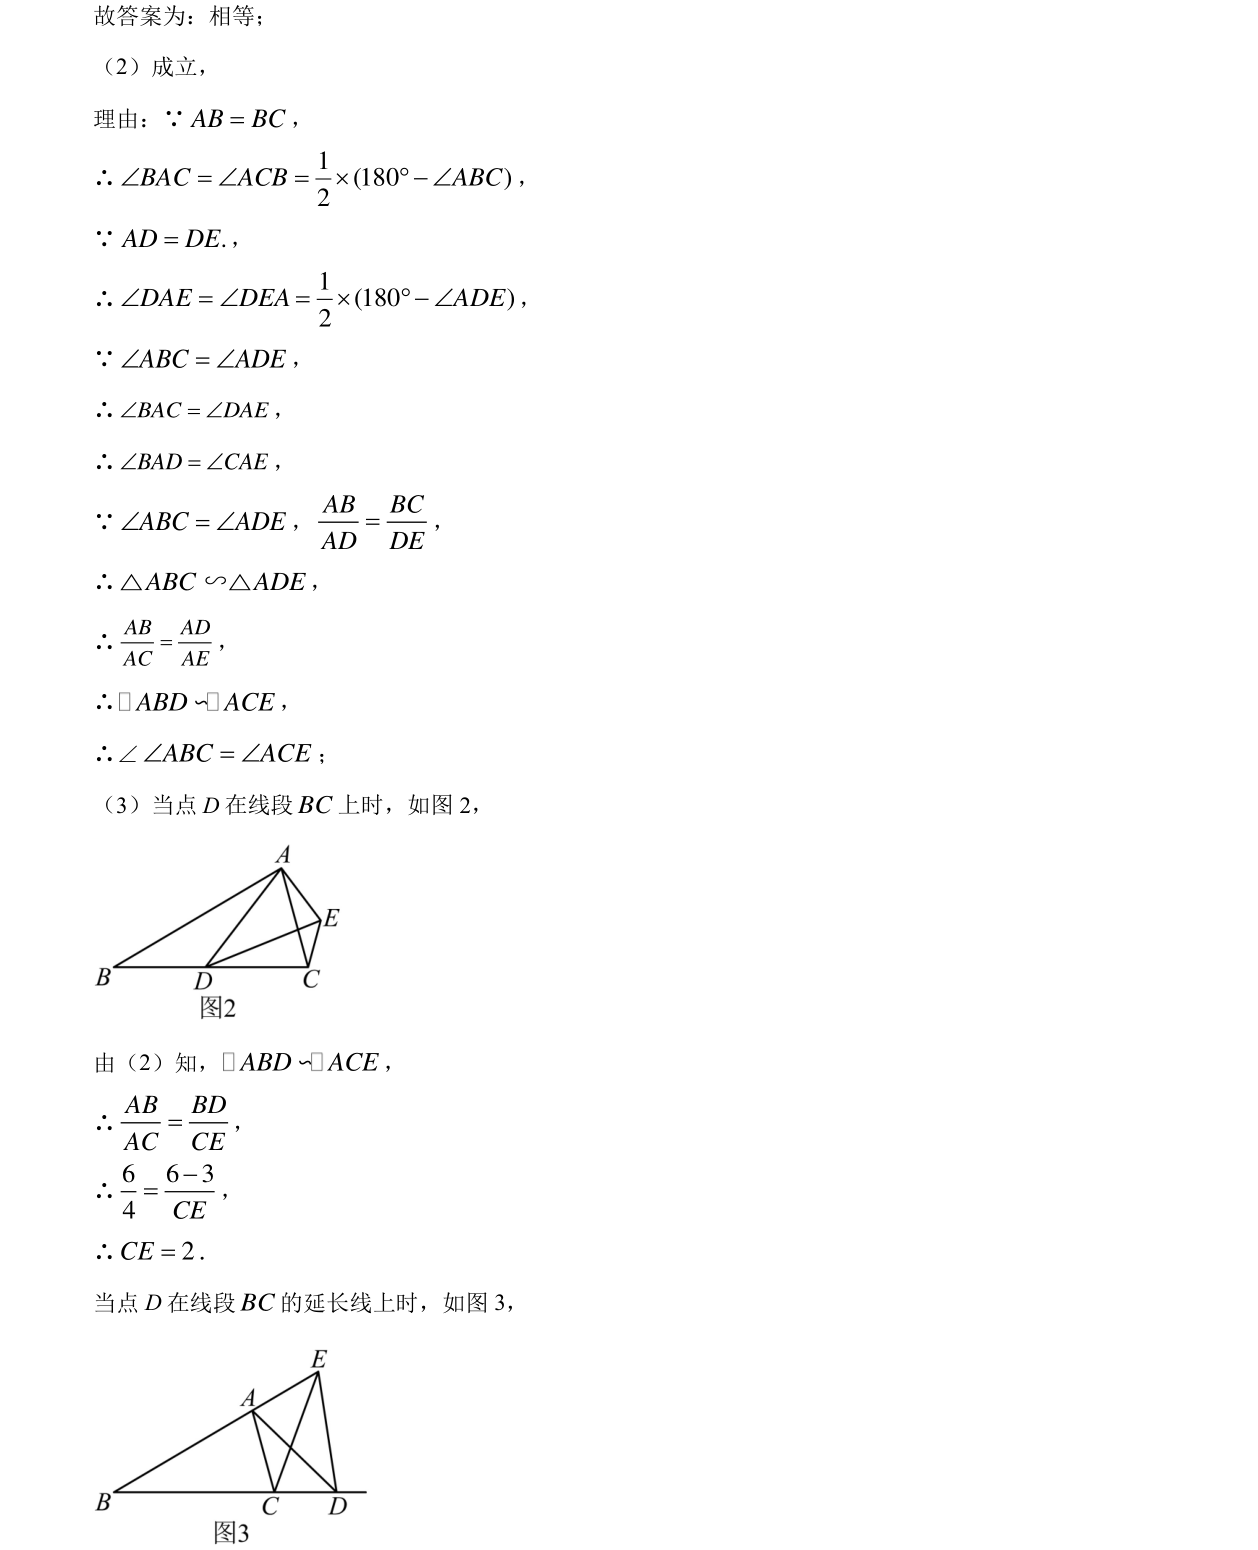 故答案为：相等；
（2）成立，
理由：∵ AB = BC，
∴ ∠BAC = ∠ACB = 1/2 ×(180° − ∠ABC)，
∵ AD = DE.，
∴ ∠DAE = ∠DEA = 1/2 ×(180° − ∠ADE)，
∵ ∠ABC = ∠ADE，
∴ ∠BAC = ∠DAE，
∴ ∠BAD = ∠CAE，
∵ ∠ABC = ∠ADE，AB/AD = BC/DE，
∴ △ABC ∽ △ADE，
∴ AB/AC = AD/AE，
∴ □ ABD ∽ □ ACE，
∴ ∠ ∠ABC = ∠ACE；
（3）当点 D 在线段 BC 上时，如图 2，
A
E
B D C
图2
由（2）知，□ ABD ∽ □ ACE，
∴ AB/AC = BD/CE，
∴ 6/4 = (6−3)/CE，
∴ CE = 2.
当点 D 在线段 BC 的延长线上时，如图 3，
E
A
B C D
图3